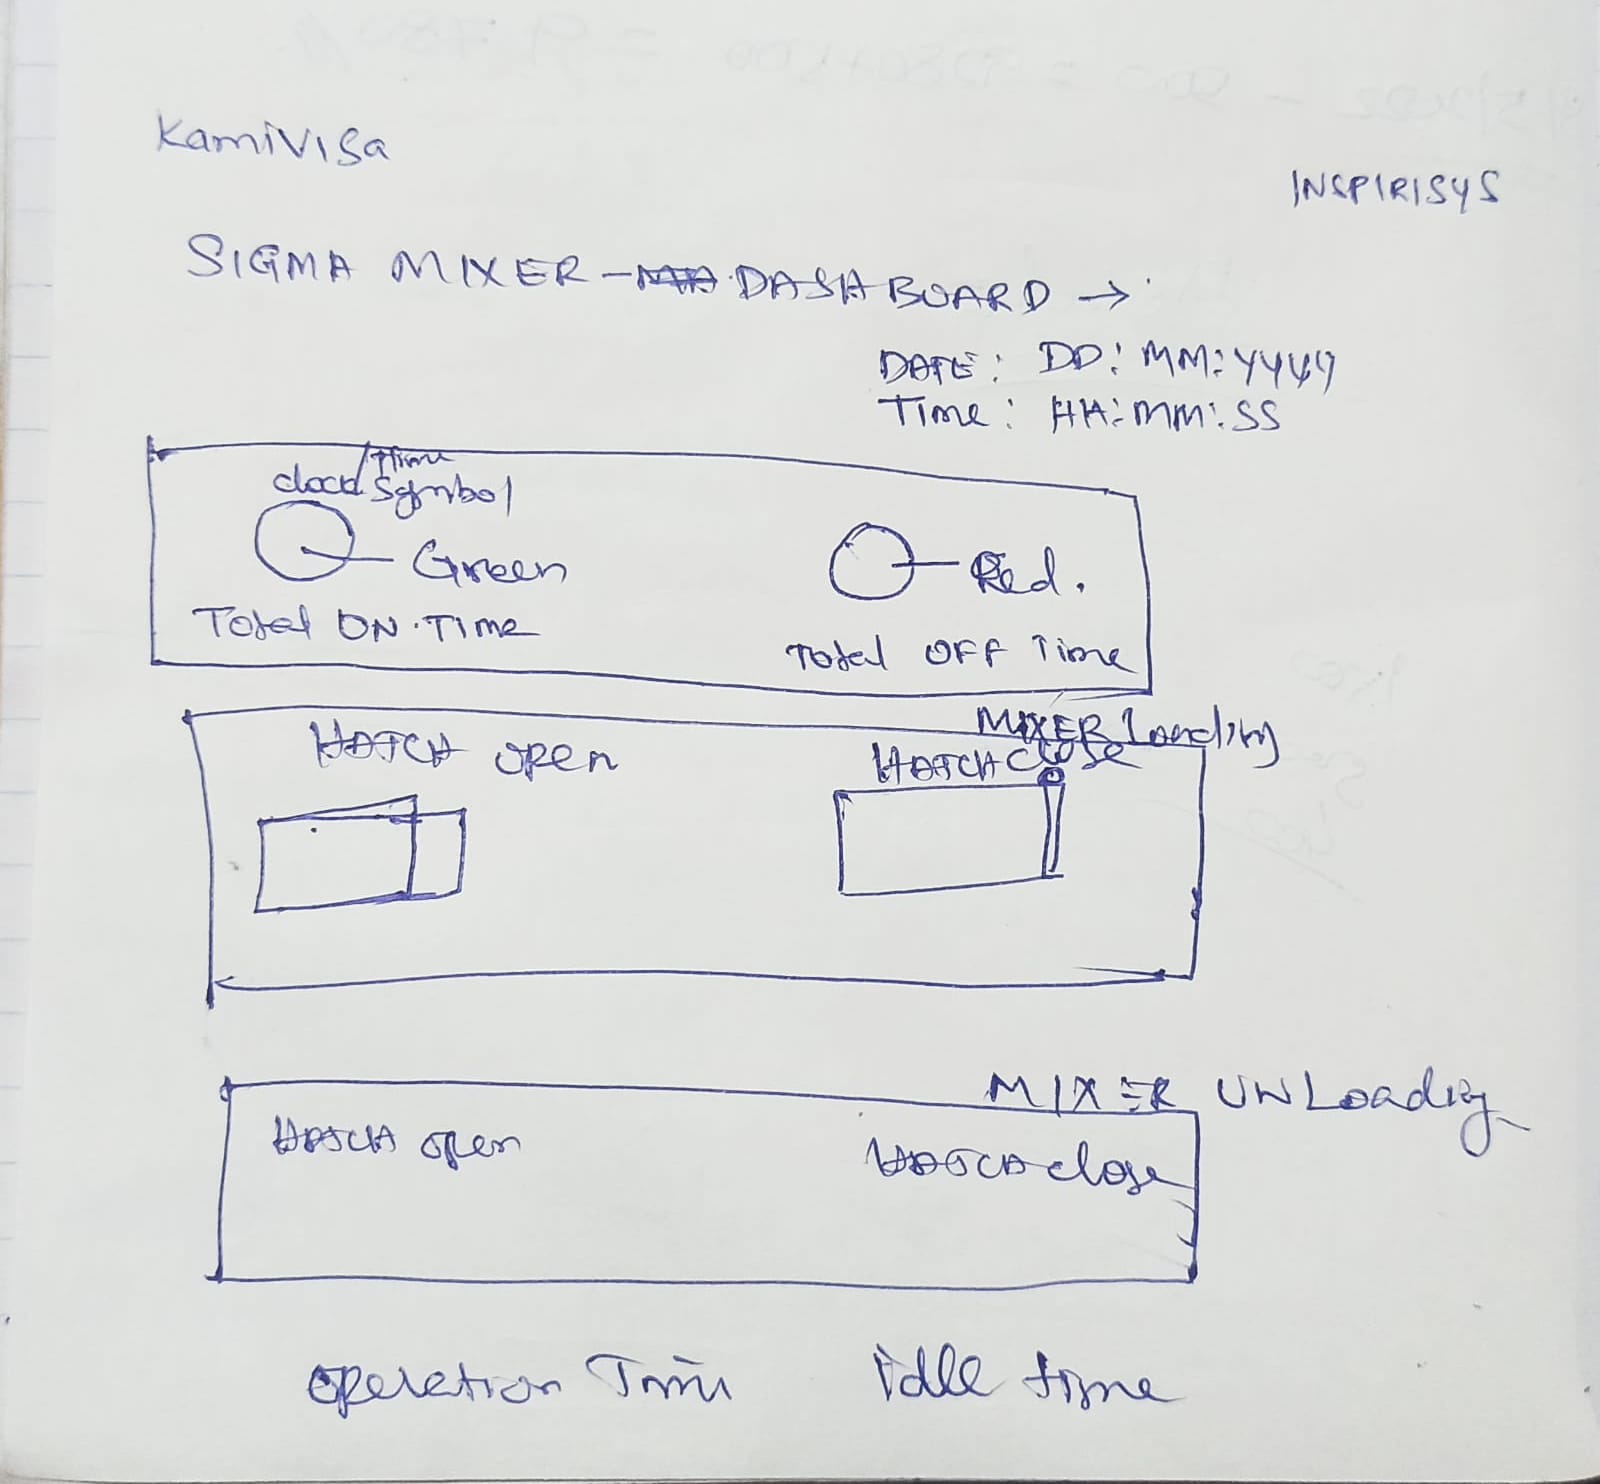 KamiViSa
INSPIRISYS
SIGMA MIXER - DASHBOARD →
DATE: DD: MM: YYYY
Time: HH: MM: SS
clock/Time Symbol
Green
Red.
Total ON.TIME
Total OFF Time
MIXER Loading
HATCH OPEN
HATCH Close
MIXER UNLoading
HATCH open
HATCH close
Operation Time
idle time